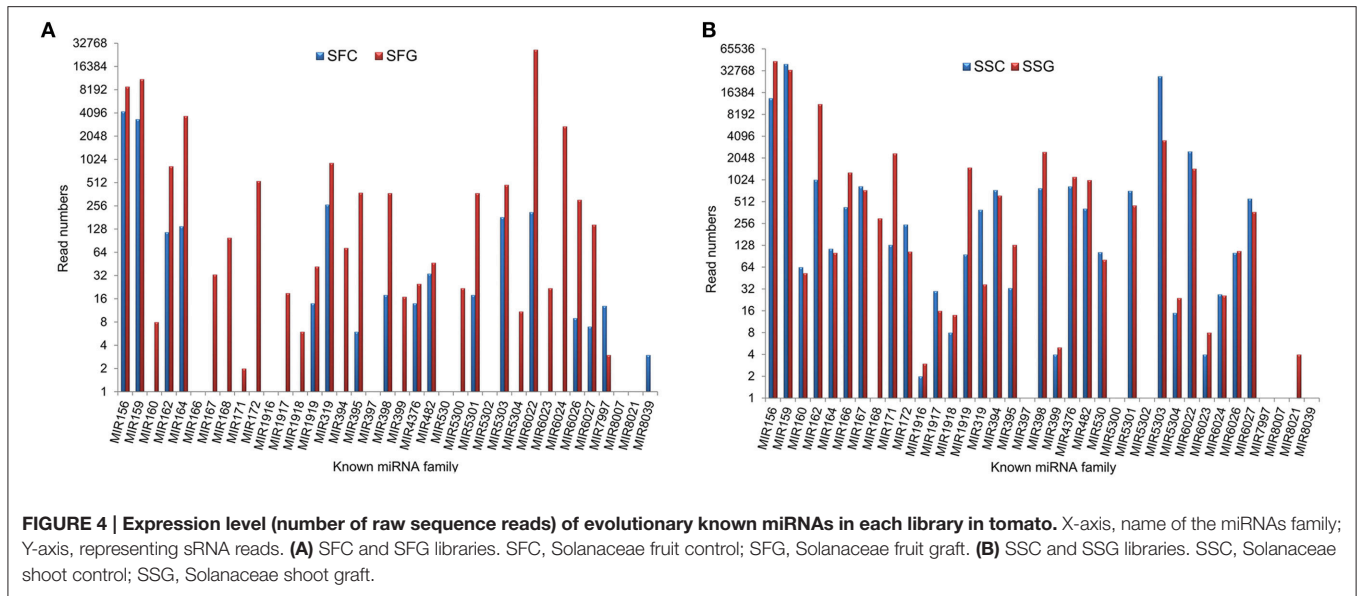 A
Read numbers
32768
16384
8192
4096
2048
1024
512
256
128
64
32
16
8
4
2
1
SFC SFG
MIR156
MIR159
MIR160
MIR162
MIR164
MIR166
MIR167
MIR168
MIR171
MIR172
MIR1916
MIR1917
MIR1918
MIR1919
MIR319
MIR394
MIR395
MIR397
MIR398
MIR399
MIR4376
MIR482
MIR530
MIR5300
MIR5301
MIR5302
MIR5303
MIR5304
MIR6022
MIR6023
MIR6024
MIR6026
MIR6027
MIR7997
MIR8007
MIR8021
MIR8039
Known miRNA family
B
Read numbers
65536
32768
16384
8192
4096
2048
1024
512
256
128
64
32
16
8
4
2
1
SSC SSG
MIR156
MIR159
MIR160
MIR162
MIR164
MIR166
MIR167
MIR168
MIR171
MIR172
MIR1916
MIR1917
MIR1918
MIR1919
MIR319
MIR394
MIR395
MIR397
MIR398
MIR399
MIR4376
MIR482
MIR530
MIR5300
MIR5301
MIR5302
MIR5303
MIR5304
MIR6022
MIR6023
MIR6024
MIR6026
MIR6027
MIR7997
MIR8007
MIR8021
MIR8039
Known miRNA family
FIGURE 4 | Expression level (number of raw sequence reads) of evolutionary known miRNAs in each library in tomato. X-axis, name of the miRNAs family;
Y-axis, representing sRNA reads. (A) SFC and SFG libraries. SFC, Solanaceae fruit control; SFG, Solanaceae fruit graft. (B) SSC and SSG libraries. SSC, Solanaceae
shoot control; SSG, Solanaceae shoot graft.